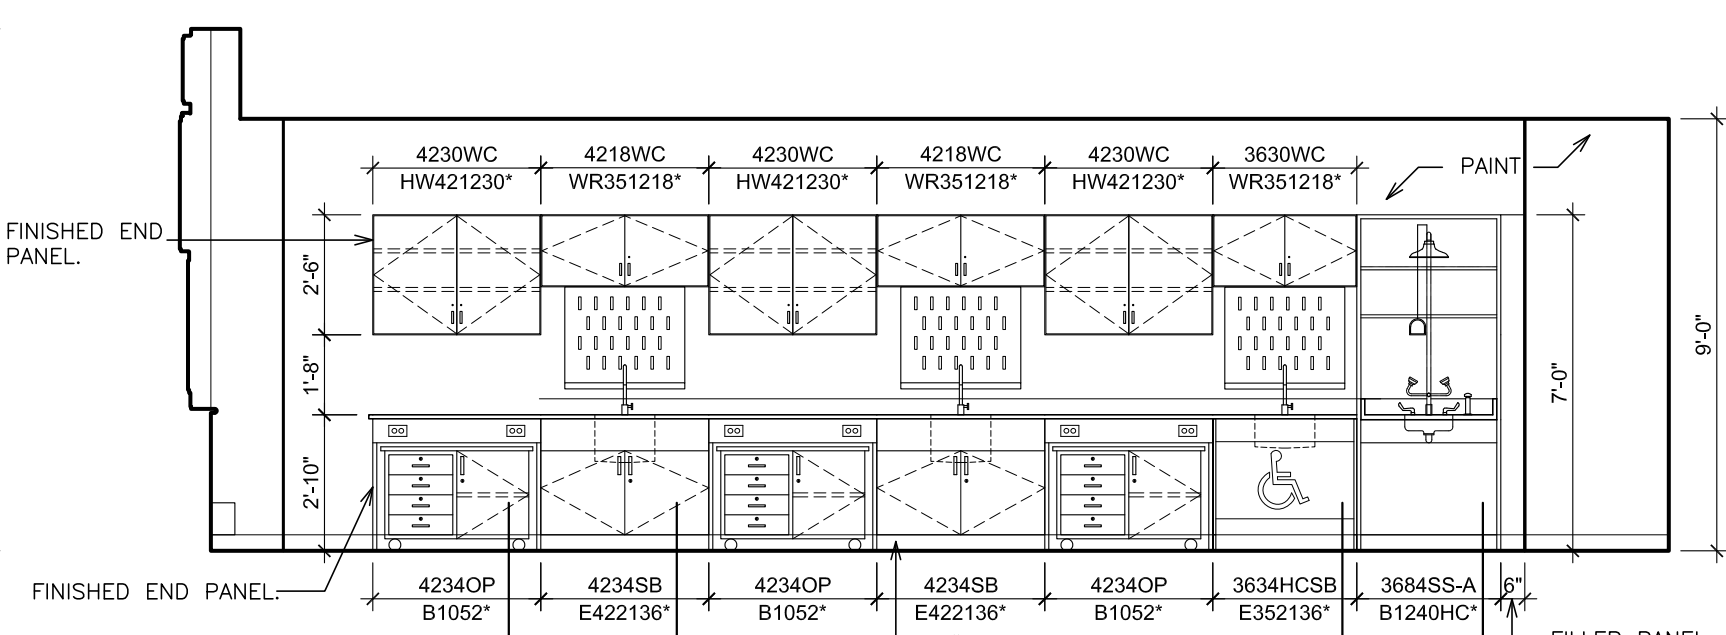 4230WC 4218WC 4230WC 4218WC 4230WC 3630WC
HW421230* WR351218* HW421230* WR351218* HW421230* WR351218*
PAINT
FINISHED END
PANEL.
2'-6"
1'-8"
2'-10"
7'-0"
9'-0"
FINISHED END PANEL.
4234OP 4234SB 4234OP 4234SB 4234OP 3634HCSB 3684SS-A 6"
B1052* E422136* B1052* E422136* B1052* E352136* B1240HC*
FILLER PANEL